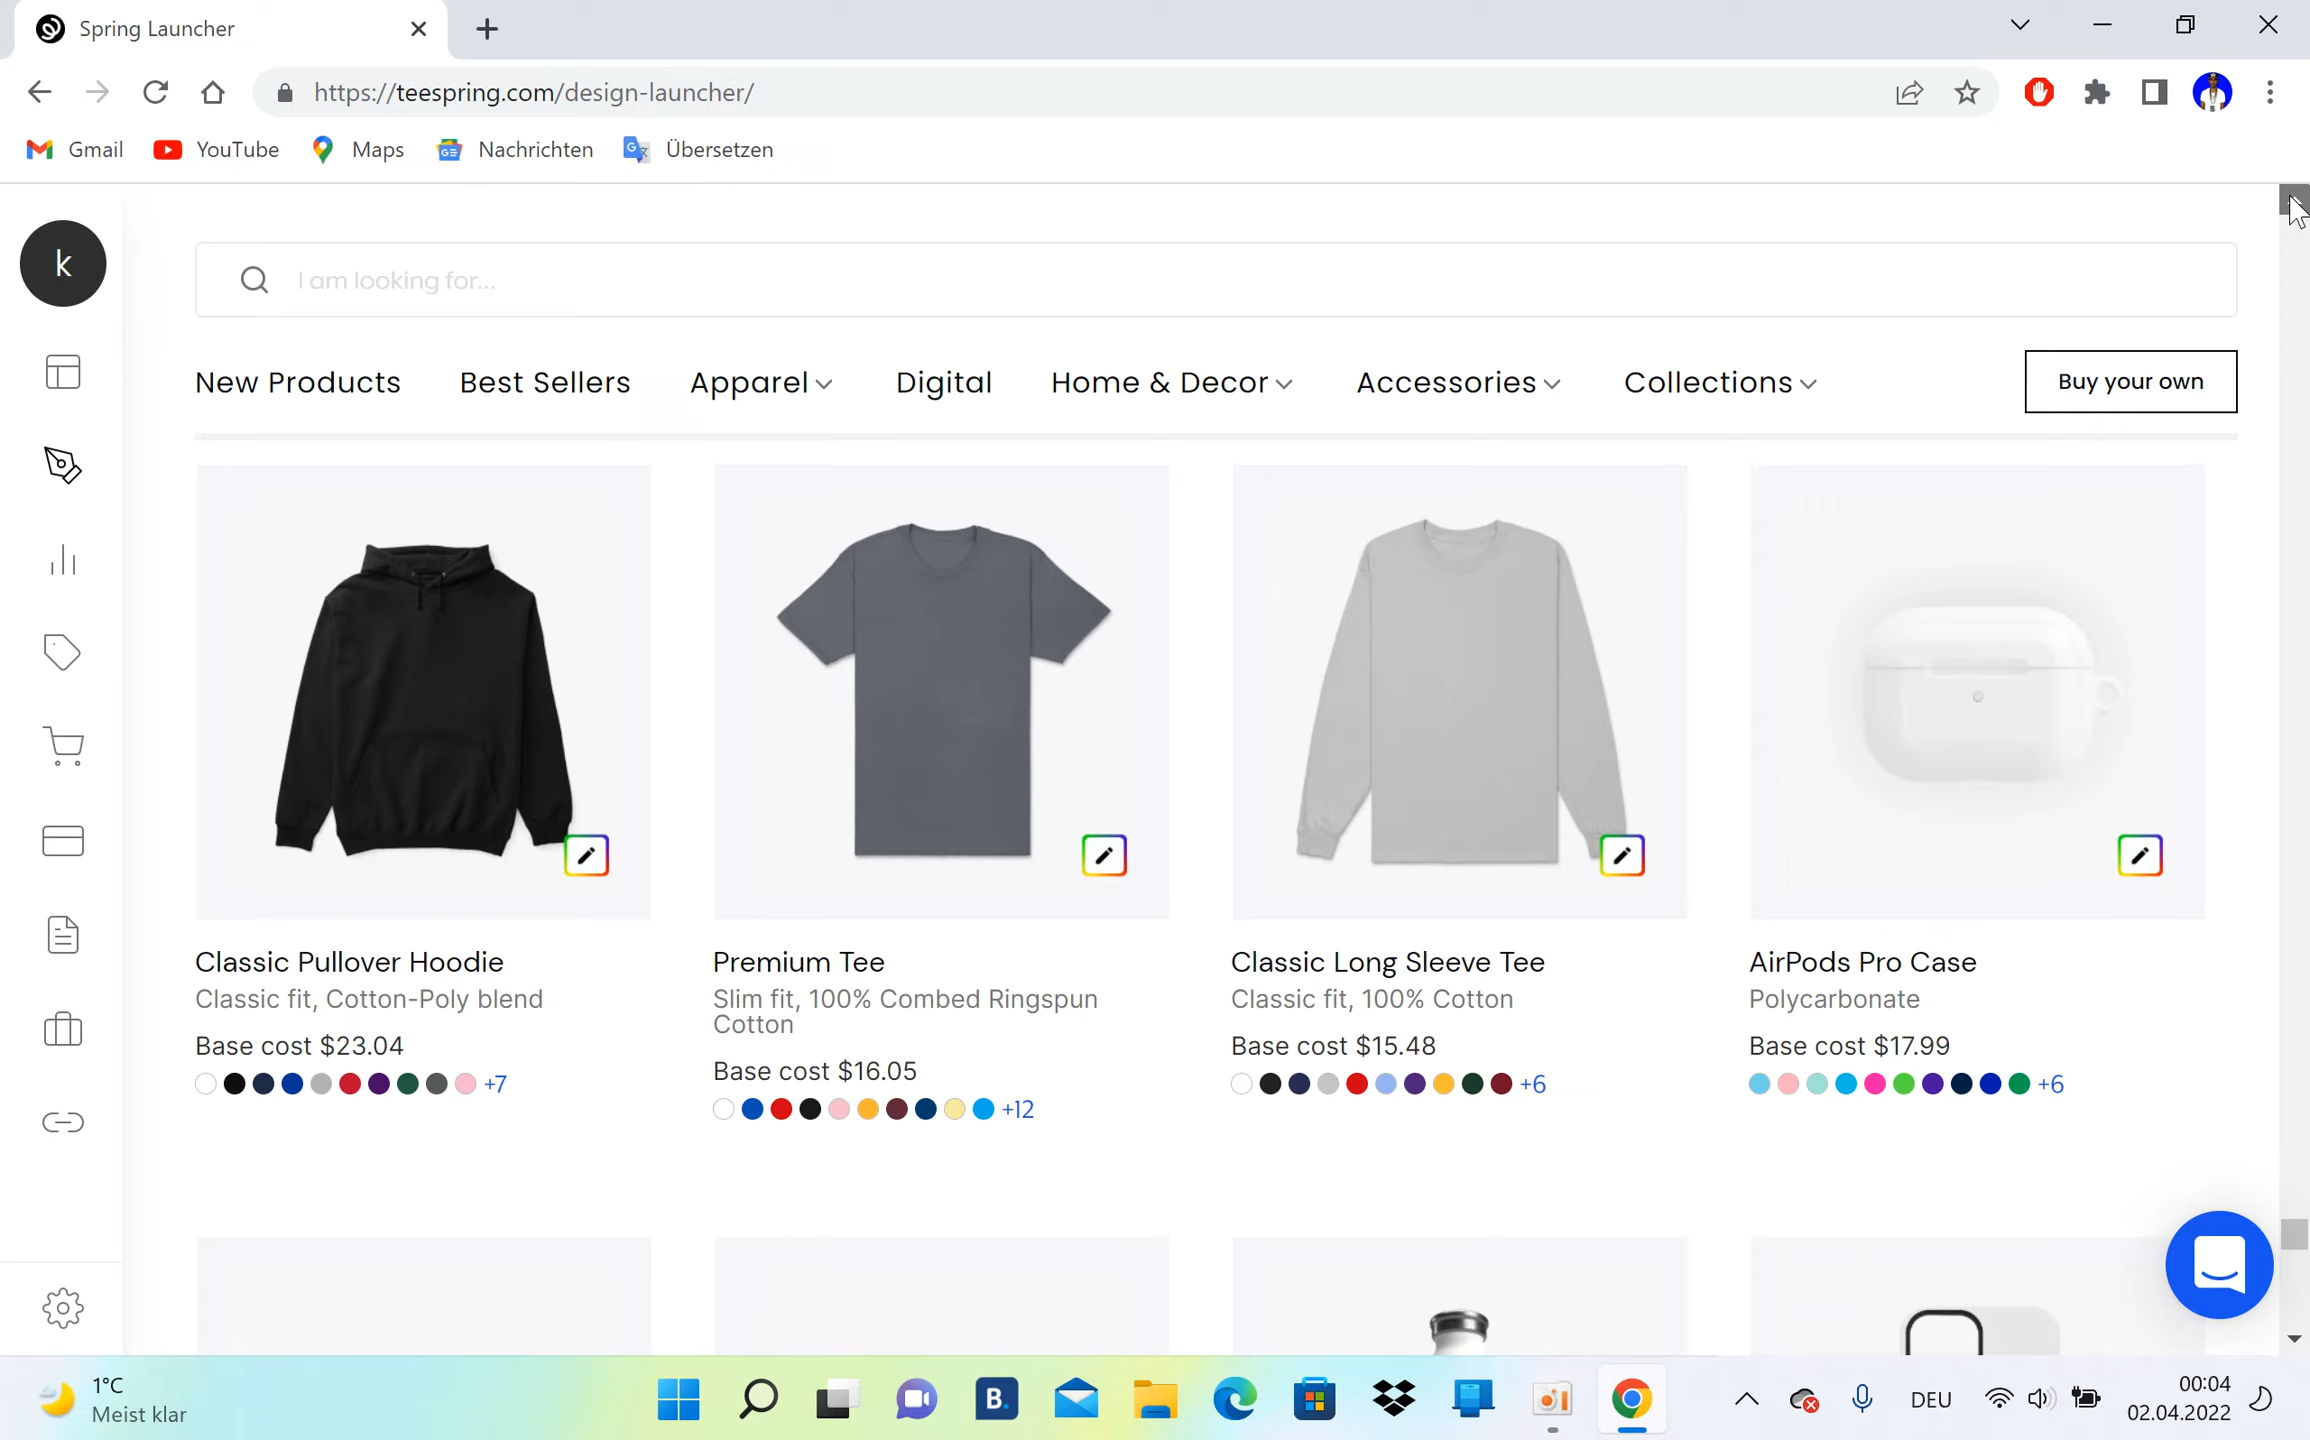 Spring Launcher
https://teespring.com/design-launcher/
Gmail YouTube Maps Nachrichten Übersetzen
k
I am looking for...
New Products Best Sellers Apparel Digital Home & Decor Accessories Collections Buy your own
Classic Pullover Hoodie
Classic fit, Cotton-Poly blend
Base cost $23.04
+7
Premium Tee
Slim fit, 100% Combed Ringspun
Cotton
Base cost $16.05
+12
Classic Long Sleeve Tee
Classic fit, 100% Cotton
Base cost $15.48
+6
AirPods Pro Case
Polycarbonate
Base cost $17.99
+6
1°C
Meist klar
B.
DEU
00:04
02.04.2022